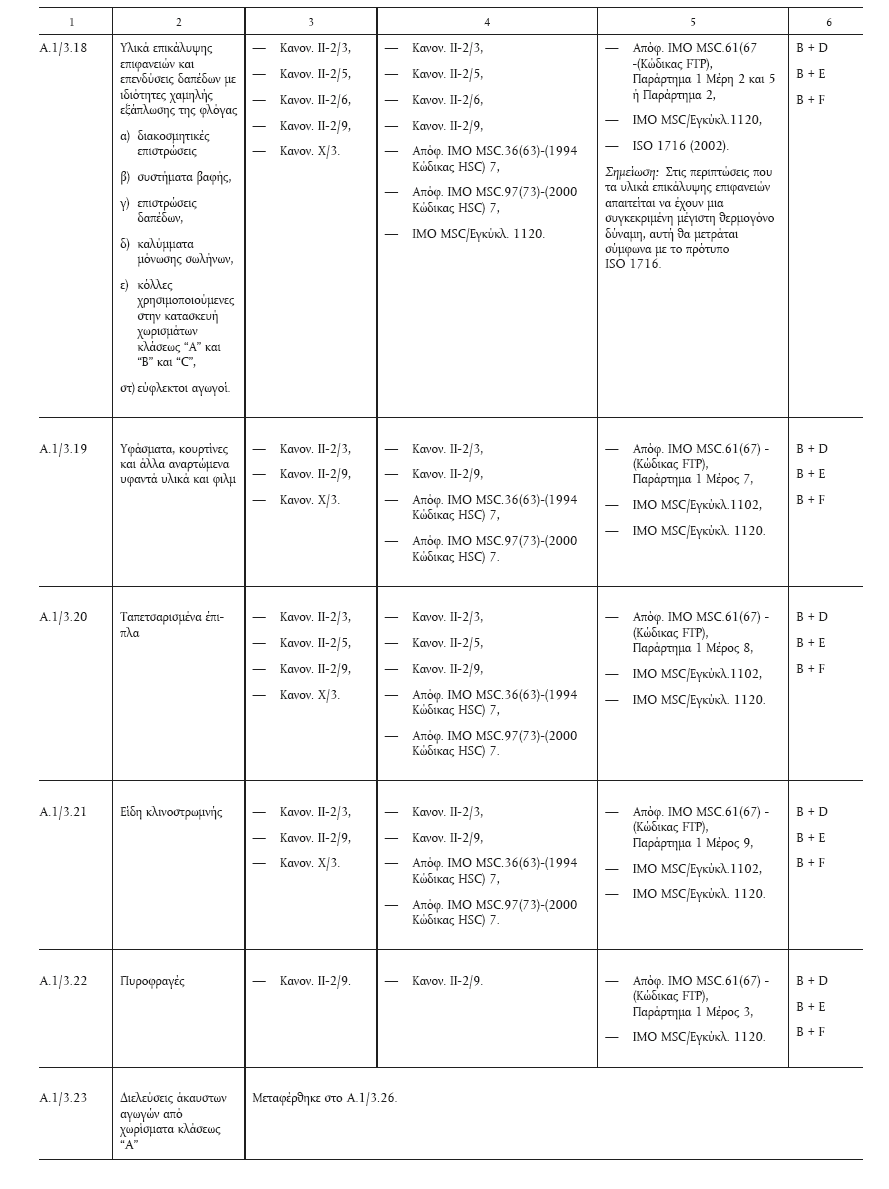 1 2 3 4 5 6
A.1/3.18
Υλικά επικάλυψης
επιφανειών και
επενδύσεις δαπέδων με
ιδιότητες χαμηλής
εξάπλωσης της φλόγας
α) διακοσμητικές
επιστρώσεις
β) συστήματα βαφής,
γ) επιστρώσεις
δαπέδων,
δ) καλύμματα
μόνωσης σωλήνων,
ε) κόλλες
χρησιμοποιούμενες
στην κατασκευή
χωρισμάτων
κλάσεως “A” και
“B” και “C”,
στ) εύφλεκτοι αγωγοί.
— Κανον. II-2/3,
— Κανον. II-2/5,
— Κανον. II-2/6,
— Κανον. II-2/9,
— Κανον. X/3.
— Κανον. II-2/3,
— Κανον. II-2/5,
— Κανον. II-2/6,
— Κανον. II-2/9,
— Απόφ. IMO MSC.36(63)-(1994
Κώδικας HSC) 7,
— Απόφ. IMO MSC.97(73)-(2000
Κώδικας HSC) 7,
— IMO MSC/Εγκύκλ. 1120.
— Απόφ. IMO MSC.61(67
-(Κώδικας FTP),
Παράρτημα 1 Μέρη 2 και 5
ή Παράρτημα 2,
— IMO MSC/Εγκύκλ.1120,
— ISO 1716 (2002).
Σημείωση: Στις περιπτώσεις που
τα υλικά επικάλυψης επιφανειών
απαιτείται να έχουν μια
συγκεκριμένη μέγιστη θερμογόνο
δύναμη, αυτή θα μετράται
σύμφωνα με το πρότυπο
ISO 1716.
B + D
B + E
B + F
A.1/3.19
Υφάσματα, κουρτίνες
και άλλα αναρτώμενα
υφαντά υλικά και φιλμ
— Κανον. II-2/3,
— Κανον. II-2/9,
— Κανον. X/3.
— Κανον. II-2/3,
— Κανον. II-2/9,
— Απόφ. IMO MSC.36(63)-(1994
Κώδικας HSC) 7,
— Απόφ. IMO MSC.97(73)-(2000
Κώδικας HSC) 7.
— Απόφ. IMO MSC.61(67) -
(Κώδικας FTP),
Παράρτημα 1 Μέρος 7,
— IMO MSC/Εγκύκλ.1102,
— IMO MSC/Εγκύκλ. 1120.
B + D
B + E
B + F
A.1/3.20
Ταπετσαρισμένα έπι-
πλα
— Κανον. II-2/3,
— Κανον. II-2/5,
— Κανον. II-2/9,
— Κανον. X/3.
— Κανον. II-2/3,
— Κανον. II-2/5,
— Κανον. II-2/9,
— Απόφ. IMO MSC.36(63)-(1994
Κώδικας HSC) 7,
— Απόφ. IMO MSC.97(73)-(2000
Κώδικας HSC) 7.
— Απόφ. IMO MSC.61(67) -
(Κώδικας FTP),
Παράρτημα 1 Μέρος 8,
— IMO MSC/Εγκύκλ.1102,
— IMO MSC/Εγκύκλ. 1120.
B + D
B + E
B + F
A.1/3.21
Είδη κλινοστρωμνής
— Κανον. II-2/3,
— Κανον. II-2/9,
— Κανον. X/3.
— Κανον. II-2/3,
— Κανον. II-2/9,
— Απόφ. IMO MSC.36(63)-(1994
Κώδικας HSC) 7,
— Απόφ. IMO MSC.97(73)-(2000
Κώδικας HSC) 7.
— Απόφ. IMO MSC.61(67) -
(Κώδικας FTP),
Παράρτημα 1 Μέρος 9,
— IMO MSC/Εγκύκλ.1102,
— IMO MSC/Εγκύκλ. 1120.
B + D
B + E
B + F
A.1/3.22
Πυροφραγές
— Κανον. II-2/9.
— Κανον. II-2/9.
— Απόφ. IMO MSC.61(67) -
(Κώδικας FTP),
Παράρτημα 1 Μέρος 3,
— IMO MSC/Εγκύκλ. 1120.
B + D
B + E
B + F
A.1/3.23
Διελεύσεις άκαυστων
αγωγών από
χωρίσματα κλάσεως
“A”
Μεταφέρθηκε στο A.1/3.26.